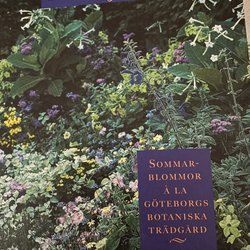 SOMMAR-
BLOMMOR
À LA
GÖTEBORGS
BOTANISKA
TRÄDGÅRD